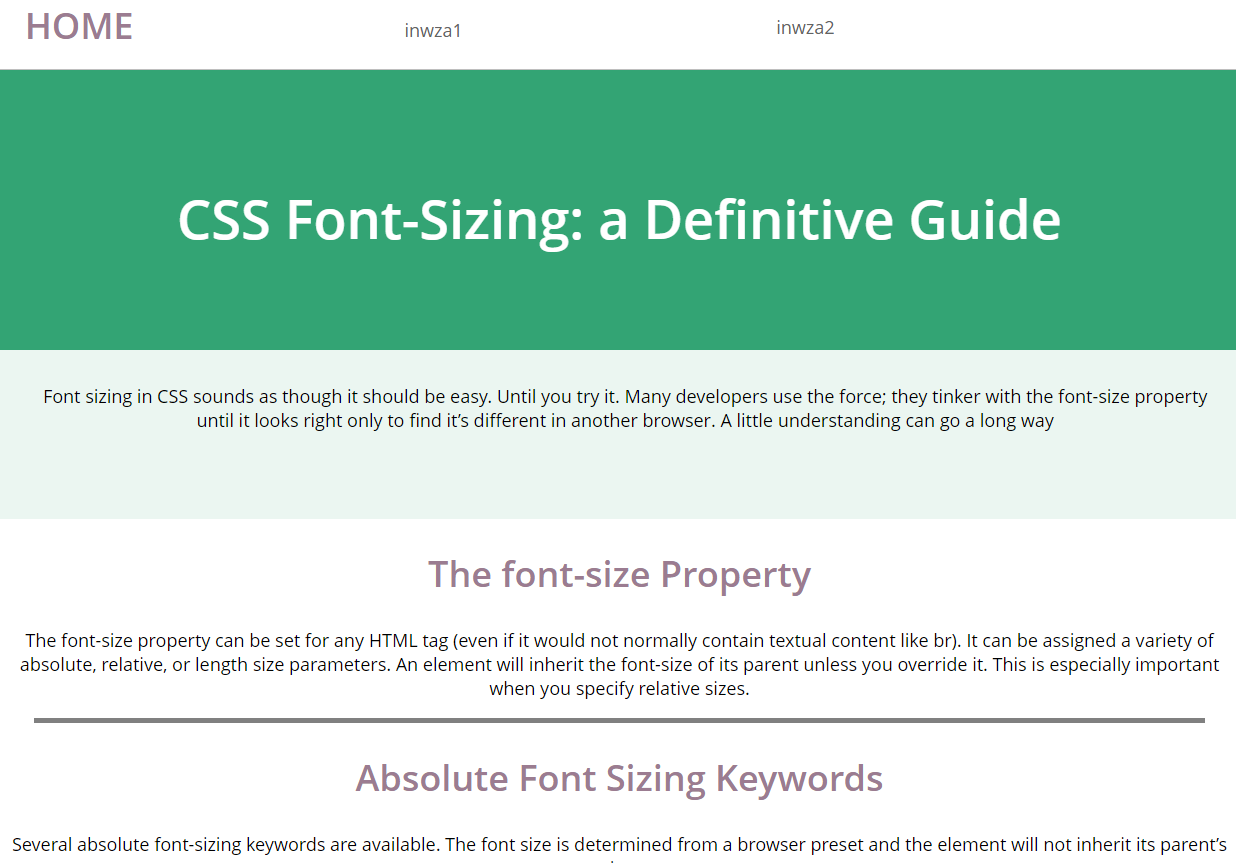 HOME
inwza1
inwza2
CSS Font-Sizing: a Definitive Guide
Font sizing in CSS sounds as though it should be easy. Until you try it. Many developers use the force; they tinker with the font-size property
until it looks right only to find it’s different in another browser. A little understanding can go a long way
The font-size Property
The font-size property can be set for any HTML tag (even if it would not normally contain textual content like br). It can be assigned a variety of
absolute, relative, or length size parameters. An element will inherit the font-size of its parent unless you override it. This is especially important
when you specify relative sizes.
Absolute Font Sizing Keywords
Several absolute font-sizing keywords are available. The font size is determined from a browser preset and the element will not inherit its parent’s